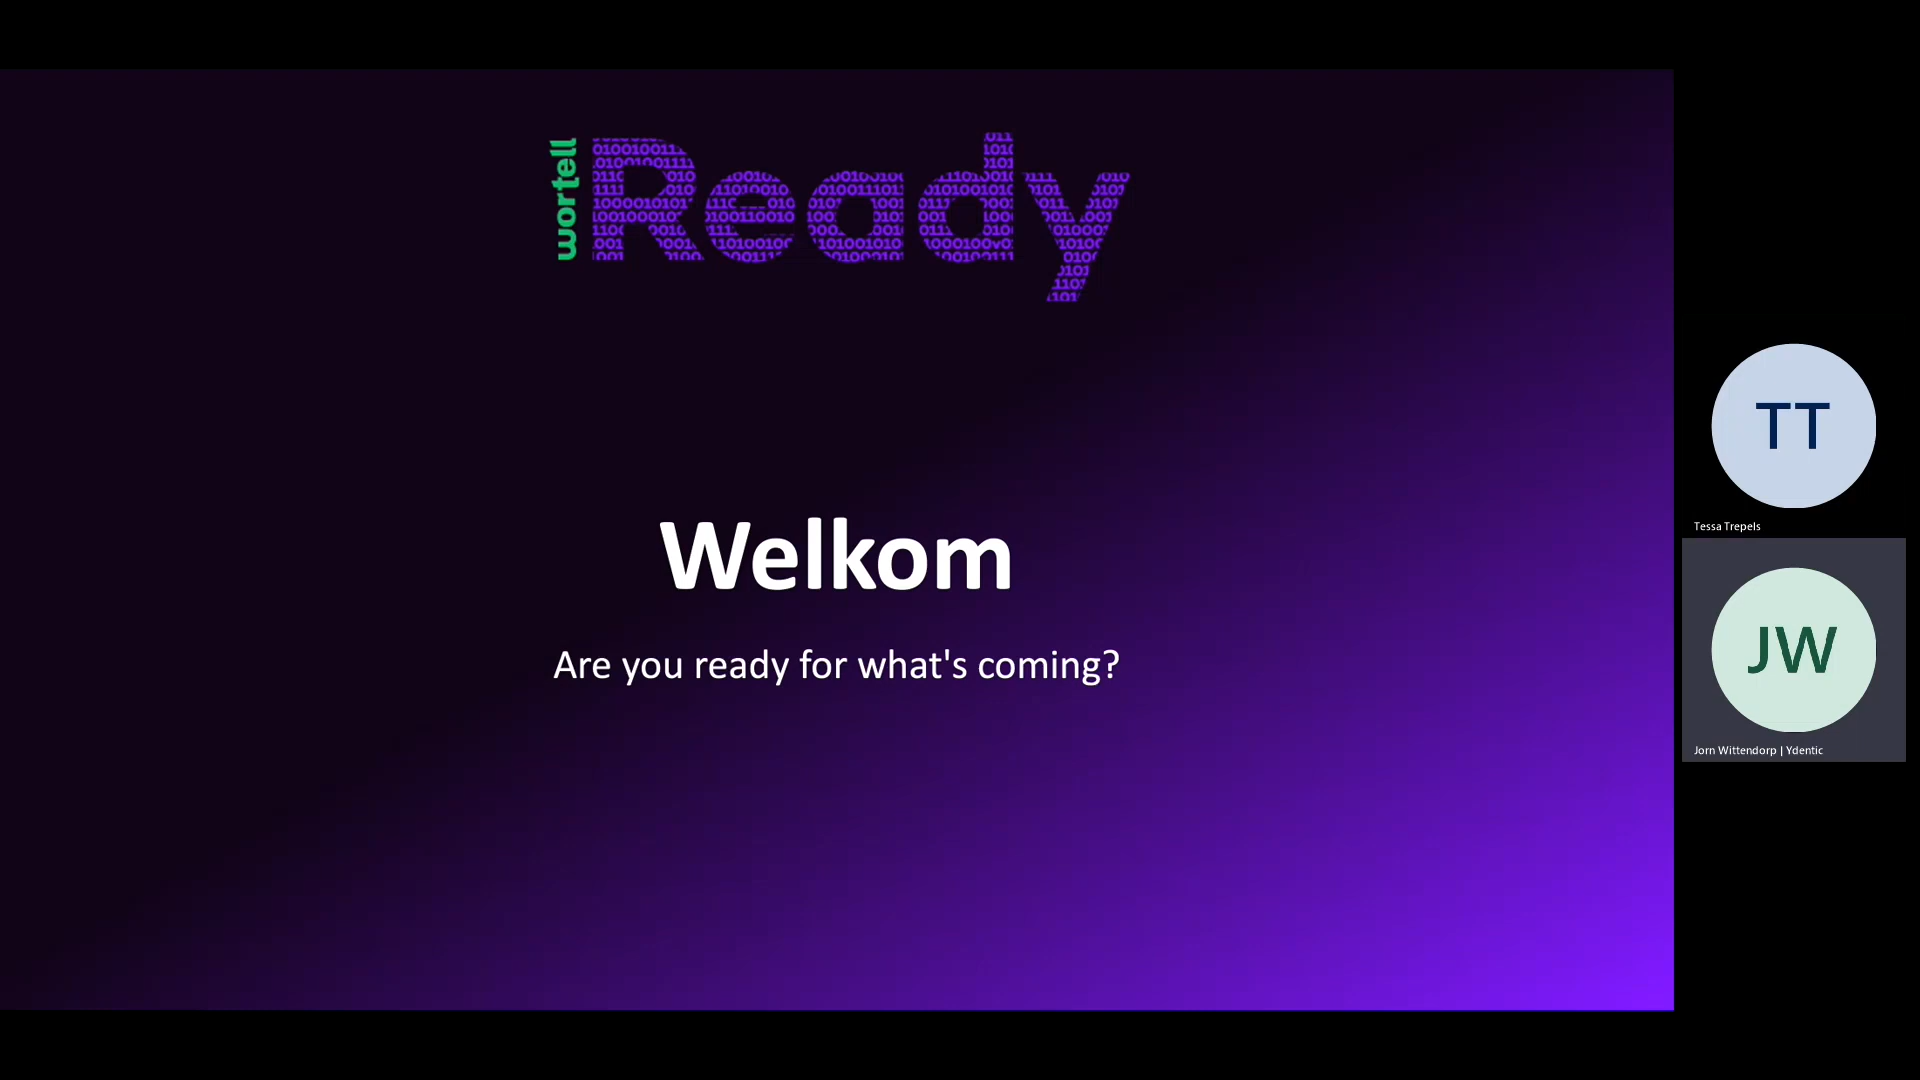 wortell
Ready
Welkom
Are you ready for what's coming?
TT
Tessa Trepels
JW
Jorn Wittendorp | Ydentic